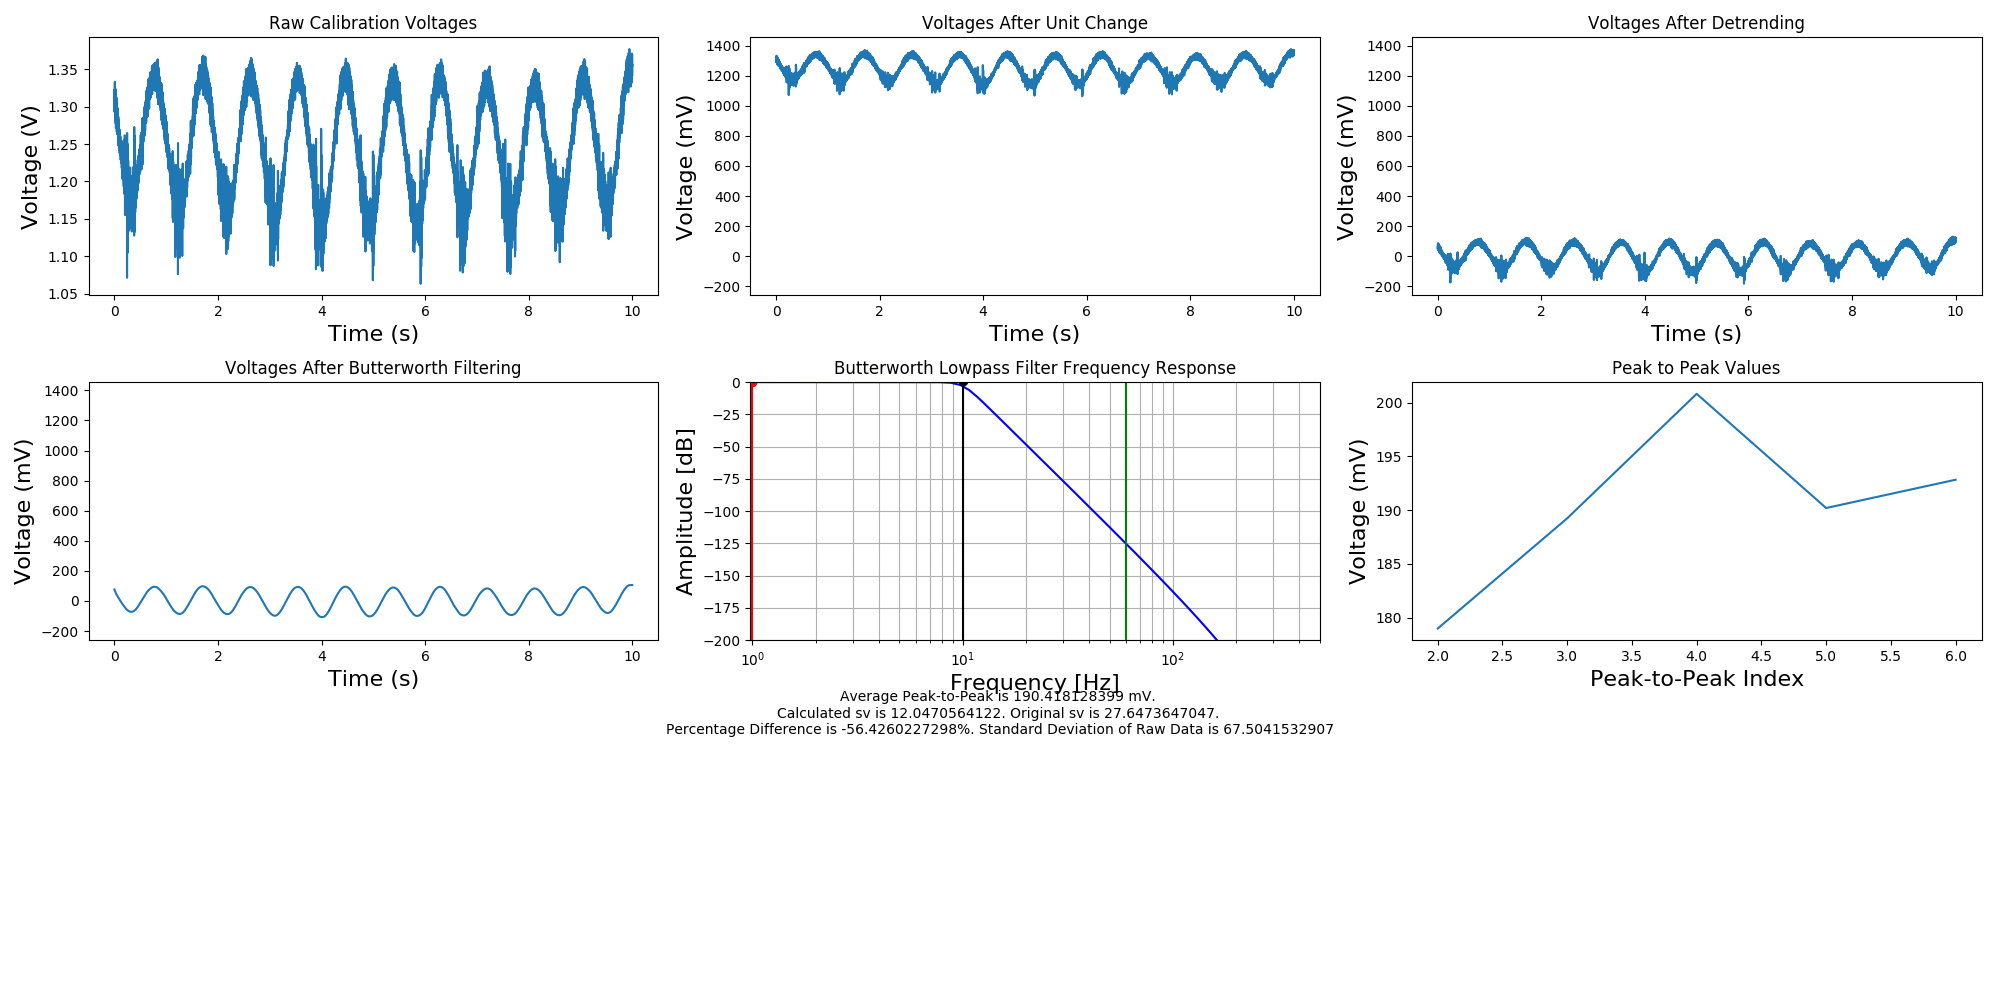 Raw Calibration Voltages
Voltage (V)
1.35
1.30
1.25
1.20
1.15
1.10
1.05
0 2 4 6 8 10
Time (s)
Voltages After Unit Change
Voltage (mV)
1400
1200
1000
800
600
400
200
0
−200
0 2 4 6 8 10
Time (s)
Voltages After Detrending
Voltage (mV)
1400
1200
1000
800
600
400
200
0
−200
0 2 4 6 8 10
Time (s)
Voltages After Butterworth Filtering
Voltage (mV)
1400
1200
1000
800
600
400
200
0
−200
0 2 4 6 8 10
Time (s)
Butterworth Lowpass Filter Frequency Response
Amplitude [dB]
0
−25
−50
−75
−100
−125
−150
−175
−200
10⁰ 10¹ 10²
Frequency [Hz]
Peak to Peak Values
Voltage (mV)
200
195
190
185
180
2.0 2.5 3.0 3.5 4.0 4.5 5.0 5.5 6.0
Peak-to-Peak Index
Average Peak-to-Peak is 190.418128399 mV.
Calculated sv is 12.0470564122. Original sv is 27.6473647047.
Percentage Difference is -56.4260227298%. Standard Deviation of Raw Data is 67.5041532907